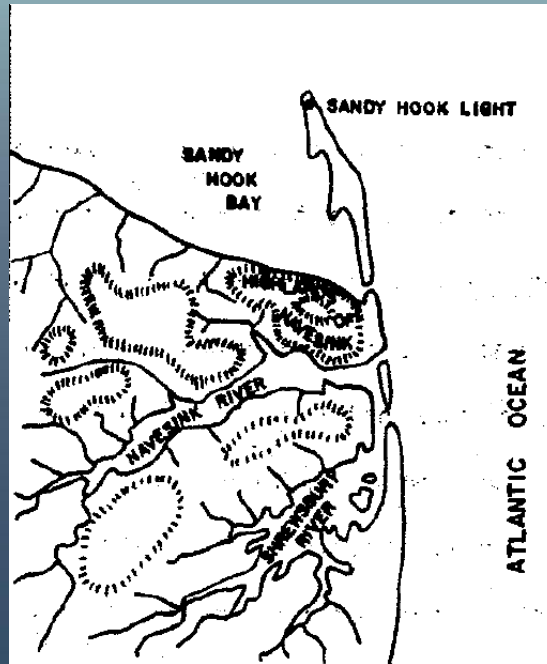 SANDY HOOK LIGHT
SANDY
HOOK
BAY
HIGHLANDS
OF
NAVESINK
NAVESINK RIVER
SHREWSBURY
RIVER
ATLANTIC OCEAN